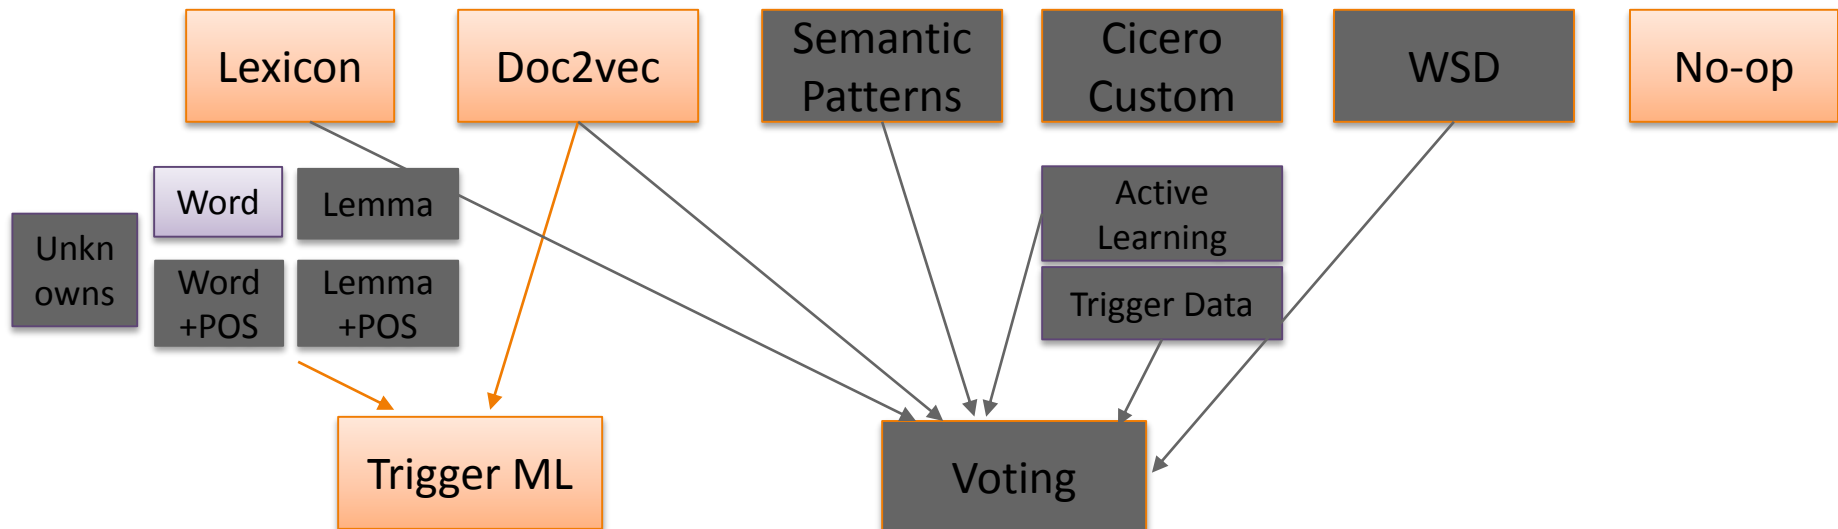 Lexicon
Doc2vec
Semantic
Patterns
Cicero
Custom
WSD
No-op
Word
Lemma
Unkn
owns
Word
+POS
Lemma
+POS
Active
Learning
Trigger Data
Trigger ML
Voting